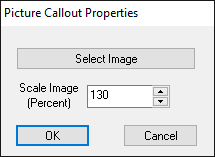 Picture Callout Properties
Select Image
Scale Image
(Percent)
130
OK
Cancel